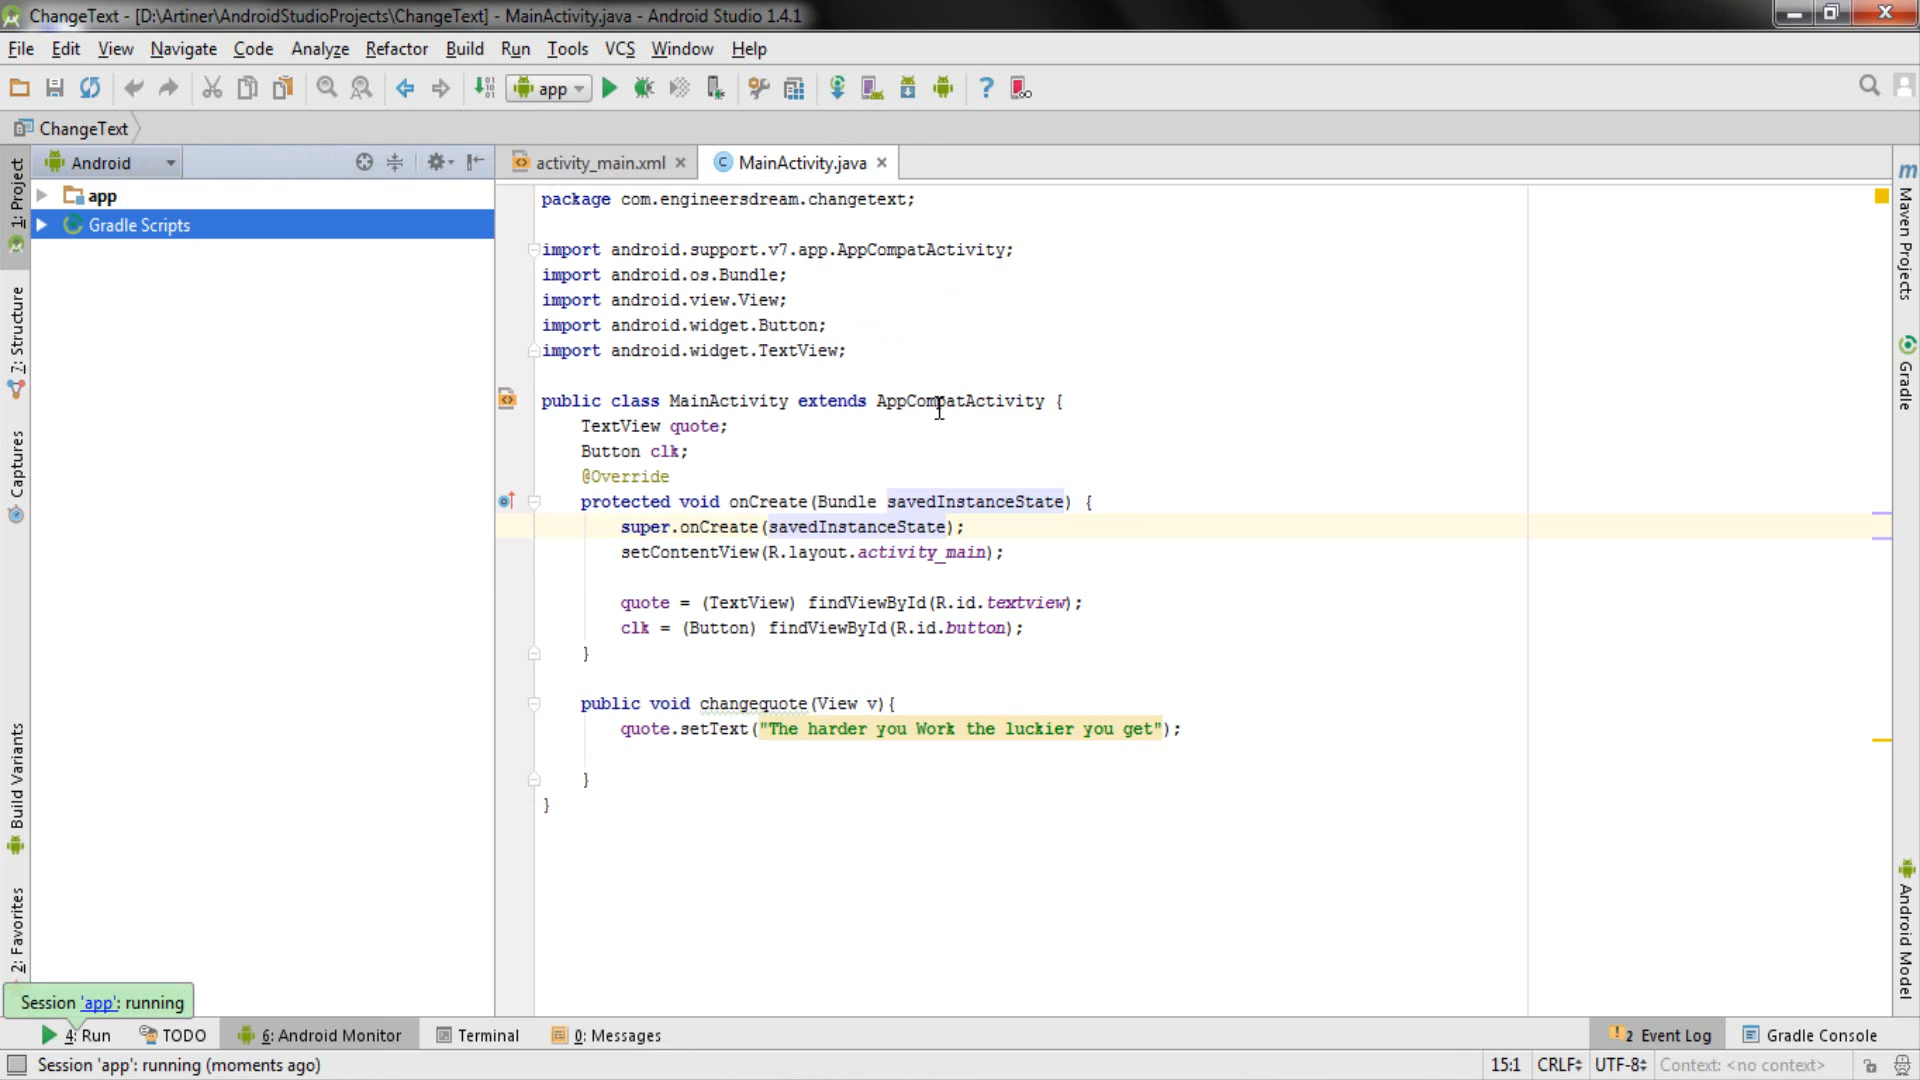 ChangeText - [D:\Artiner\AndroidStudioProjects\ChangeText] - MainActivity.java - Android Studio 1.4.1
File Edit View Navigate Code Analyze Refactor Build Run Tools VCS Window Help
app
ChangeText
Android
activity_main.xml
MainActivity.java
app
Gradle Scripts
1: Project
7: Structure
Captures
Build Variants
2: Favorites
package com.engineersdream.changetext;
import android.support.v7.app.AppCompatActivity;
import android.os.Bundle;
import android.view.View;
import android.widget.Button;
import android.widget.TextView;
public class MainActivity extends AppCompatActivity {
TextView quote;
Button clk;
@Override
protected void onCreate(Bundle savedInstanceState) {
super.onCreate(savedInstanceState);
setContentView(R.layout.activity_main);
quote = (TextView) findViewById(R.id.textview);
clk = (Button) findViewById(R.id.button);
}
public void changequote(View v){
quote.setText("The harder you Work the luckier you get");
}
}
Maven Projects
Gradle
Android Model
Session 'app': running
4: Run TODO 6: Android Monitor Terminal 0: Messages 2 Event Log Gradle Console
Session 'app': running (moments ago) 15:1 CRLF UTF-8 Context: <no context>